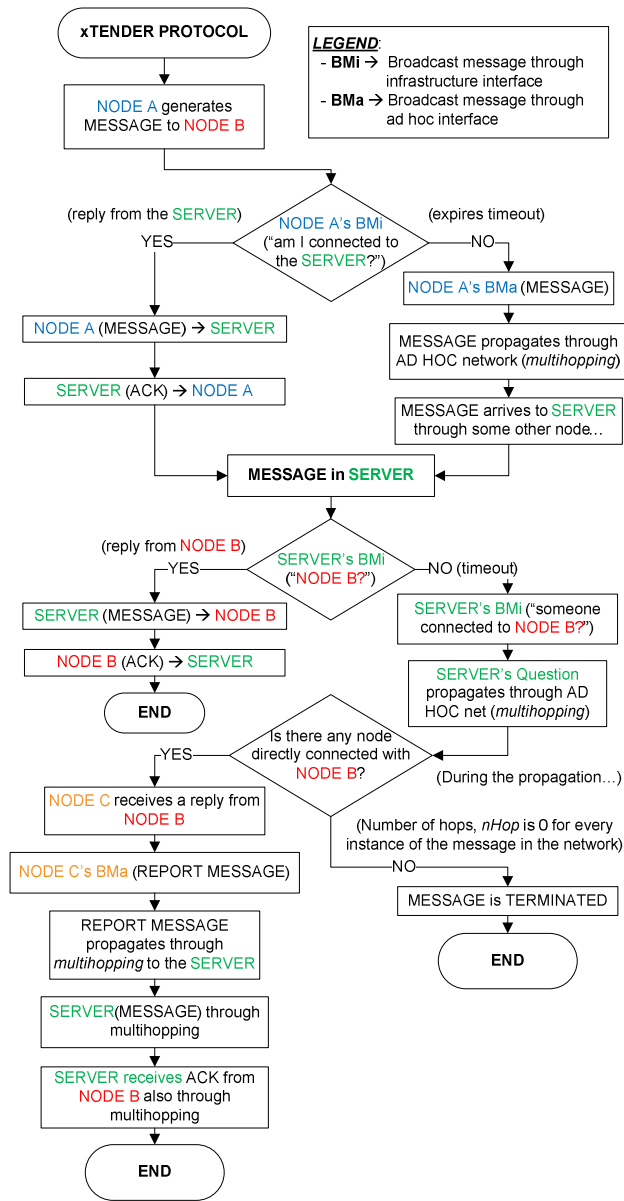 xTENDER PROTOCOL
LEGEND:
- BMi → Broadcast message through
infrastructure interface
- BMa → Broadcast message through
ad hoc interface
NODE A generates
MESSAGE to NODE B
(reply from the SERVER)
YES
NODE A's BMi
("am I connected to
the SERVER?")
(expires timeout)
NO
NODE A (MESSAGE) → SERVER
SERVER (ACK) → NODE A
NODE A's BMa (MESSAGE)
MESSAGE propagates through
AD HOC network (multihopping)
MESSAGE arrives to SERVER
through some other node...
MESSAGE in SERVER
(reply from NODE B)
YES
SERVER's BMi
("NODE B?")
NO (timeout)
SERVER (MESSAGE) → NODE B
NODE B (ACK) → SERVER
END
SERVER's BMi ("someone
connected to NODE B?")
SERVER's Question
propagates through AD
HOC net (multihopping)
(During the propagation...)
YES
Is there any node
directly connected with
NODE B?
NODE C receives a reply from
NODE B
NODE C's BMa (REPORT MESSAGE)
REPORT MESSAGE
propagates through
multihopping to the SERVER
SERVER(MESSAGE) through
multihopping
SERVER receives ACK from
NODE B also through
multihopping
END
(Number of hops, nHop is 0 for every
instance of the message in the network)
NO
MESSAGE is TERMINATED
END